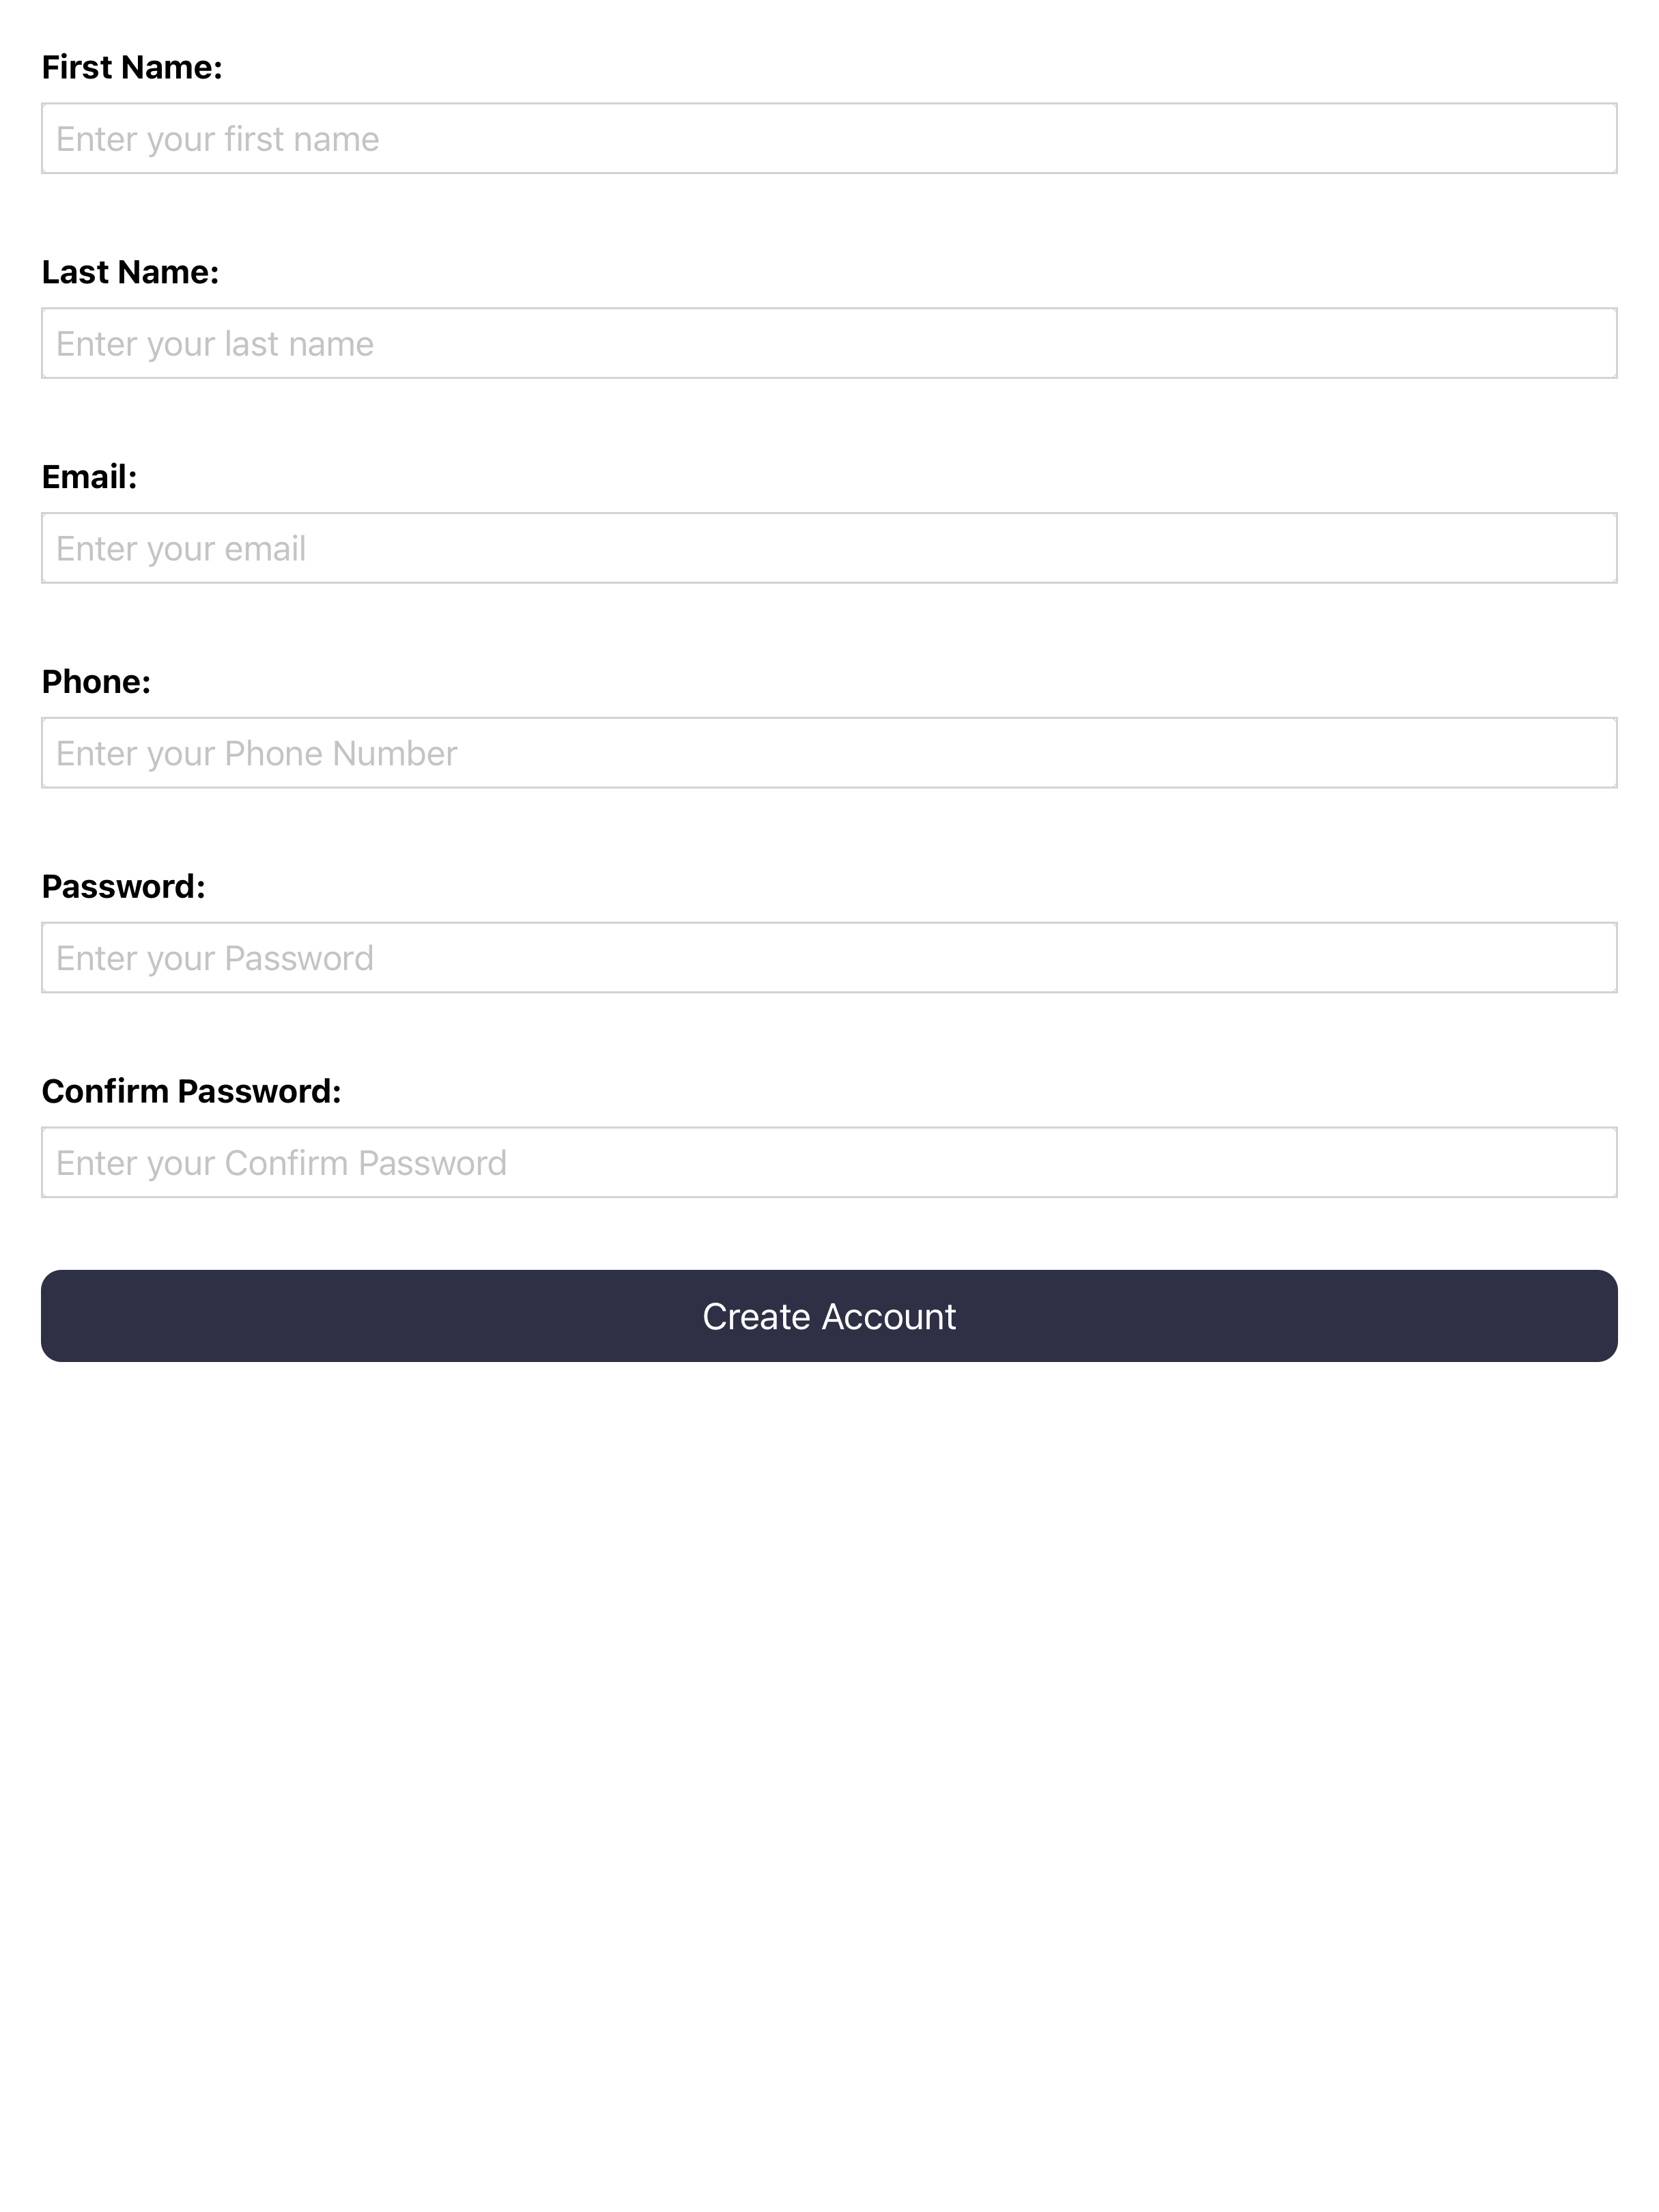 First Name:
Enter your first name
Last Name:
Enter your last name
Email:
Enter your email
Phone:
Enter your Phone Number
Password:
Enter your Password
Confirm Password:
Enter your Confirm Password
Create Account